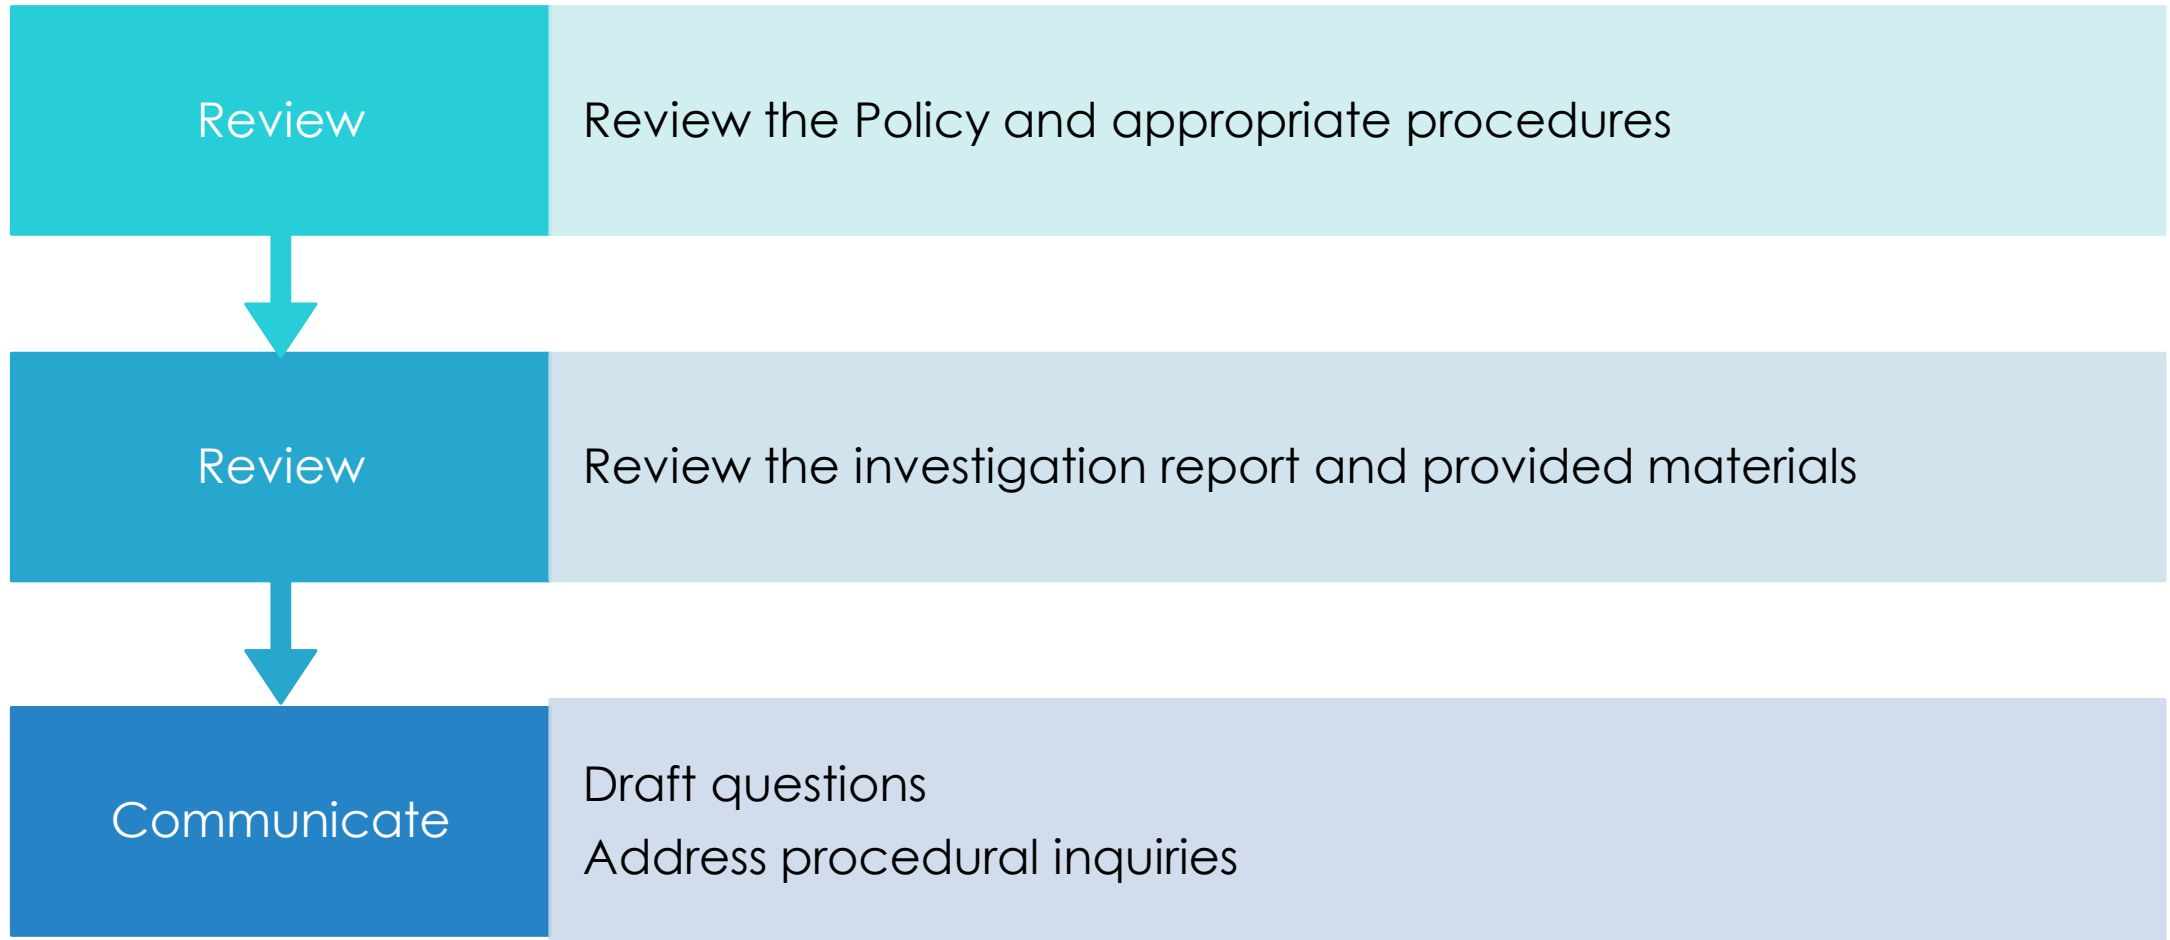 Review
Review the Policy and appropriate procedures
Review
Review the investigation report and provided materials
Communicate
Draft questions
Address procedural inquiries